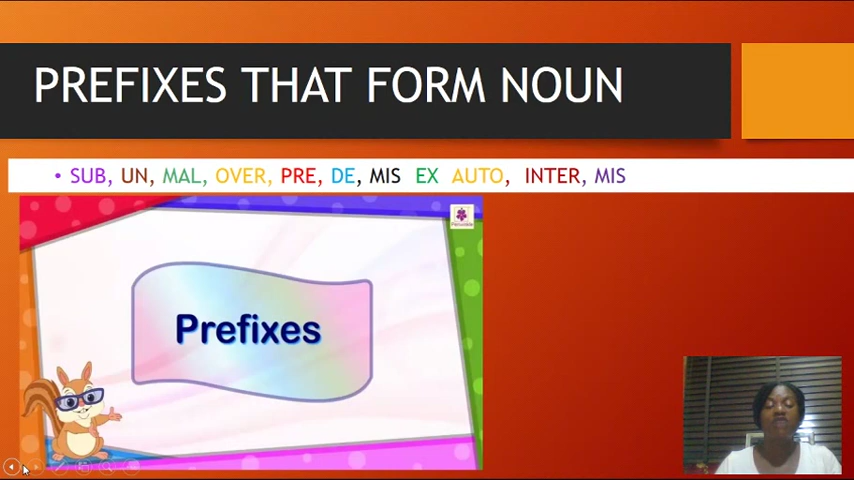 PREFIXES THAT FORM NOUN
• SUB, UN, MAL, OVER, PRE, DE, MIS EX AUTO, INTER, MIS
Prefixes